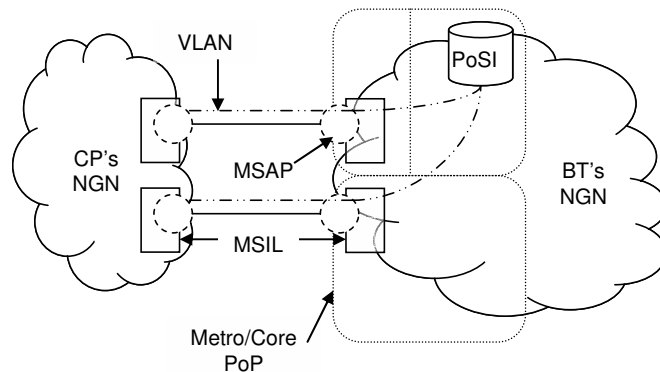 VLAN
PoSI
CP's
NGN
MSAP
BT's
NGN
MSIL
Metro/Core
PoP